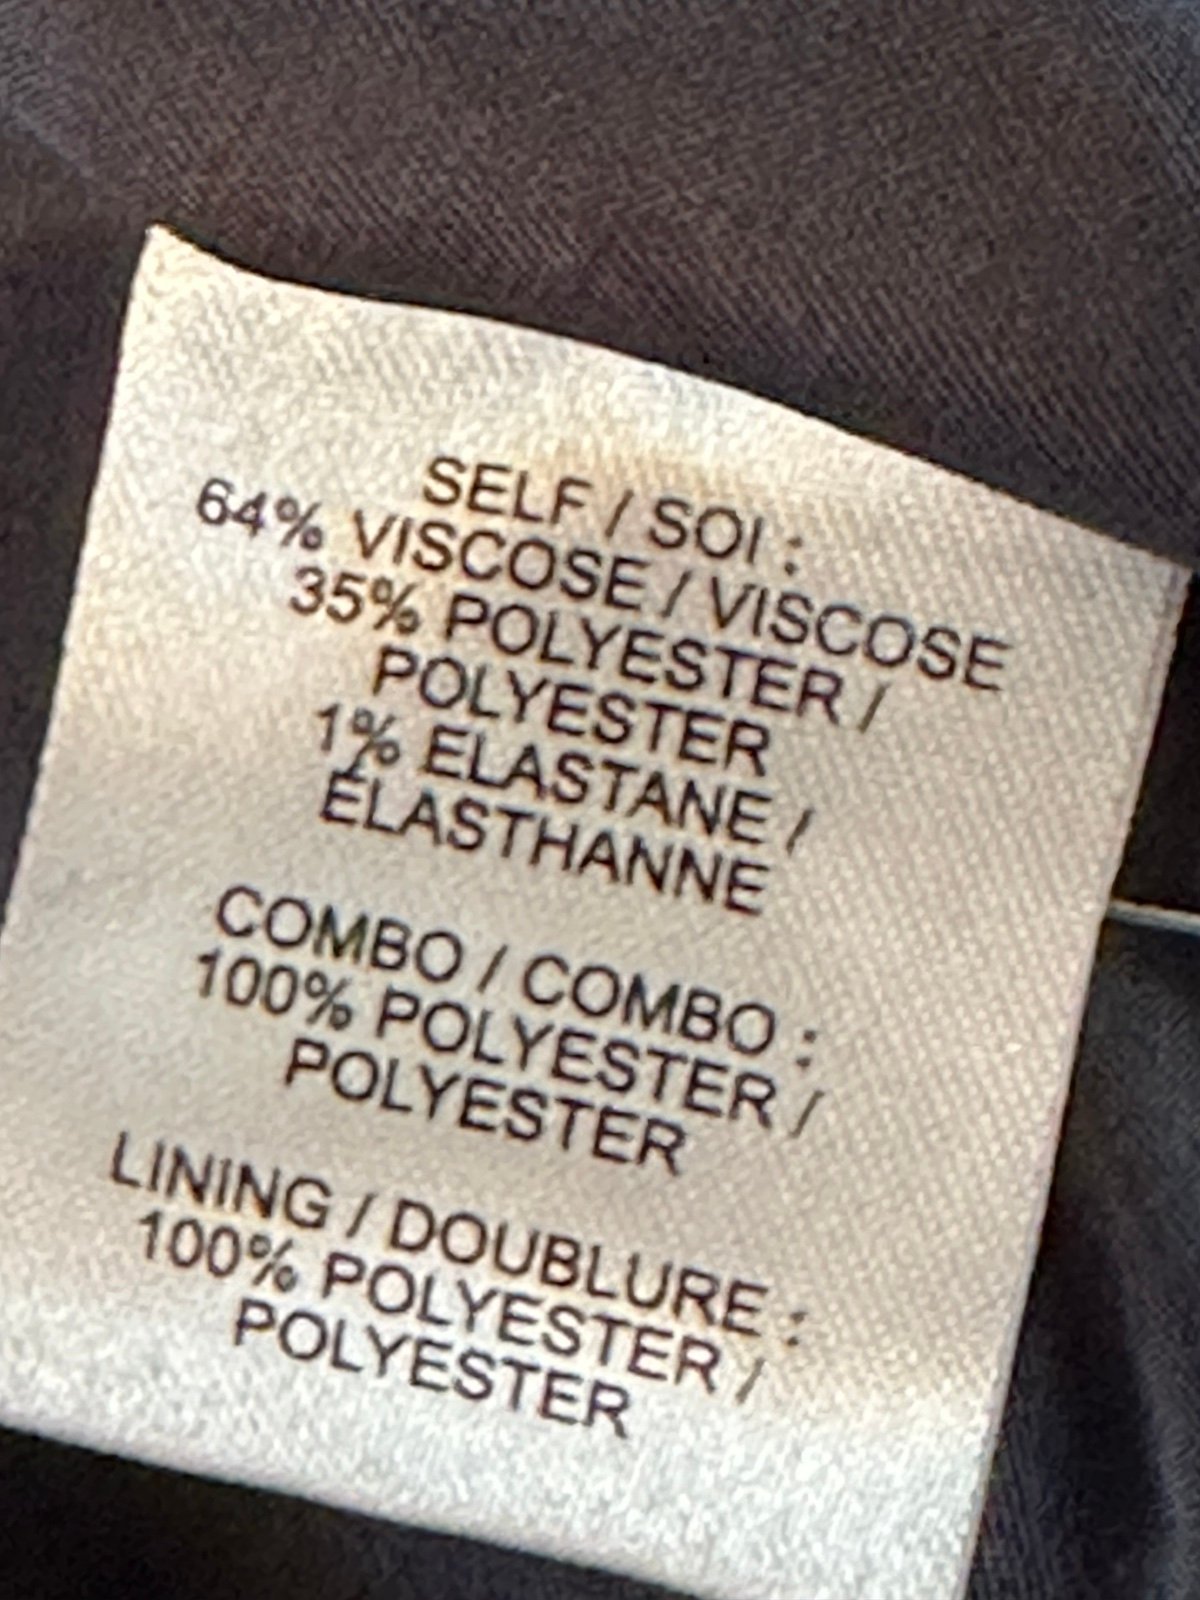 SELF / SOI :
64% VISCOSE / VISCOSE
35% POLYESTER /
POLYESTER
1% ELASTANE /
ÉLASTHANNE
COMBO / COMBO :
100% POLYESTER /
POLYESTER
LINING / DOUBLURE :
100% POLYESTER /
POLYESTER